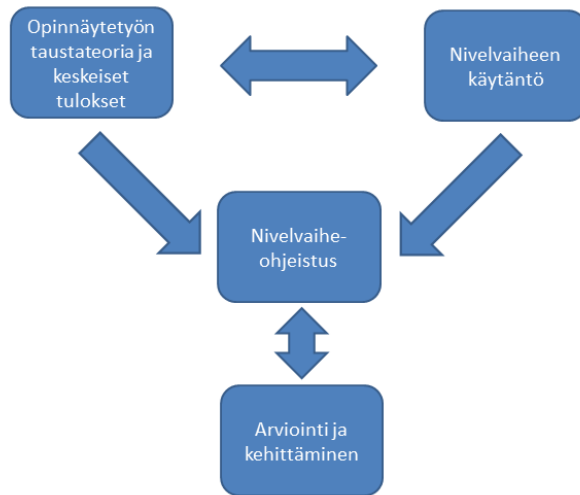 Opinnäytetyön
taustateoria ja
keskeiset
tulokset
Nivelvaiheen
käytäntö
Nivelvaihe-
ohjeistus
Arviointi ja
kehittäminen